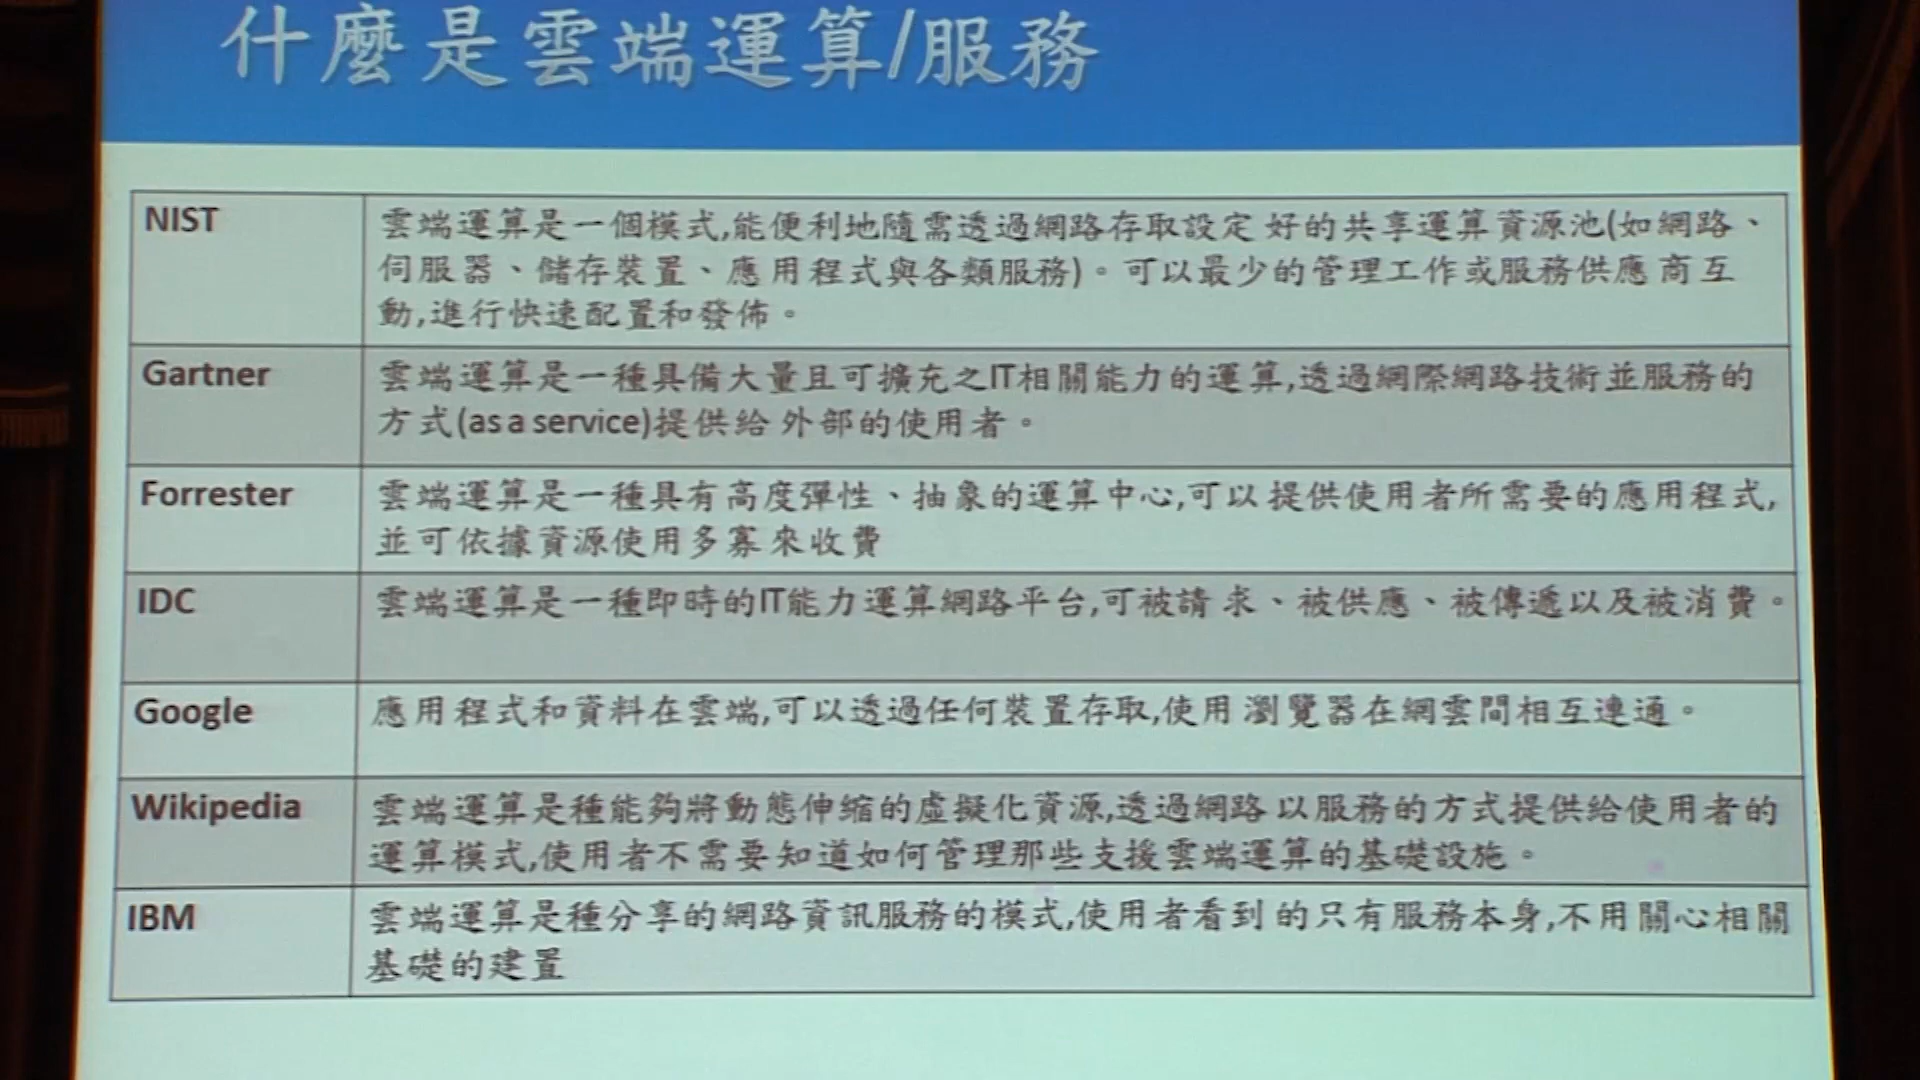 什麼是雲端運算/服務
NIST
雲端運算是一個模式,能便利地隨需透過網路存取設定好的共享運算資源池(如網路、
伺服器、儲存裝置、應用程式與各類服務)。可以最少的管理工作或服務供應商互
動,進行快速配置和發佈。
Gartner
雲端運算是一種具備大量且可擴充之IT相關能力的運算,透過網際網路技術並服務的
方式(as a service)提供給外部的使用者。
Forrester
雲端運算是一種具有高度彈性、抽象的運算中心,可以提供使用者所需要的應用程式,
並可依據資源使用多寡來收費
IDC
雲端運算是一種即時的IT能力運算網路平台,可被請求、被供應、被傳遞以及被消費。
Google
應用程式和資料在雲端,可以透過任何裝置存取,使用瀏覽器在網雲間相互連通。
Wikipedia
雲端運算是種能夠將動態伸縮的虛擬化資源,透過網路以服務的方式提供給使用者的
運算模式,使用者不需要知道如何管理那些支援雲端運算的基礎設施。
IBM
雲端運算是種分享的網路資訊服務的模式,使用者看到的只有服務本身,不用關心相關
基礎的建置